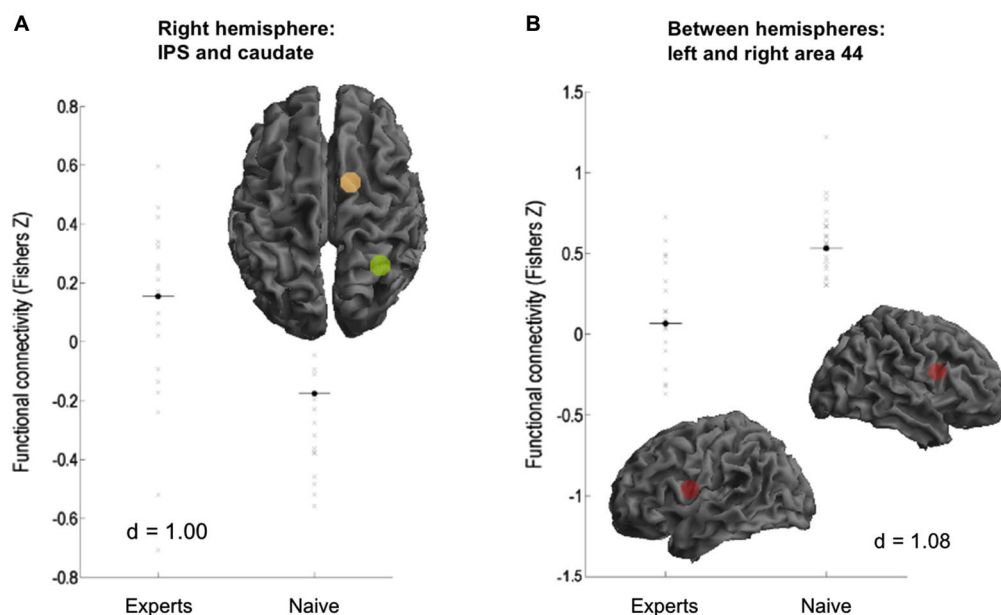 A
Right hemisphere:
IPS and caudate
Functional connectivity (Fishers Z)
0.8
0.6
0.4
0.2
0
-0.2
-0.4
-0.6
-0.8
d = 1.00
Experts
Naive
B
Between hemispheres:
left and right area 44
Functional connectivity (Fishers Z)
1.5
1
0.5
0
-0.5
-1
-1.5
d = 1.08
Experts
Naive